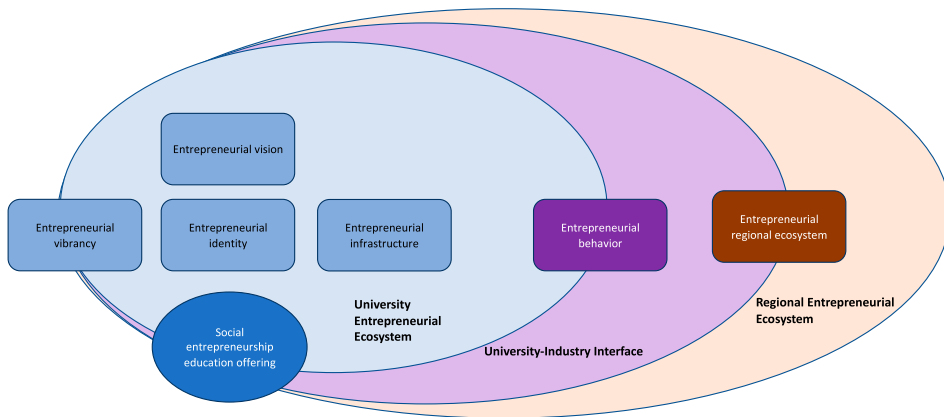 Entrepreneurial vision
Entrepreneurial
vibrancy
Entrepreneurial
identity
Entrepreneurial
infrastructure
Entrepreneurial
behavior
Entrepreneurial
regional ecosystem
Social
entrepreneurship
education offering
University
Entrepreneurial
Ecosystem
University-Industry Interface
Regional Entrepreneurial
Ecosystem